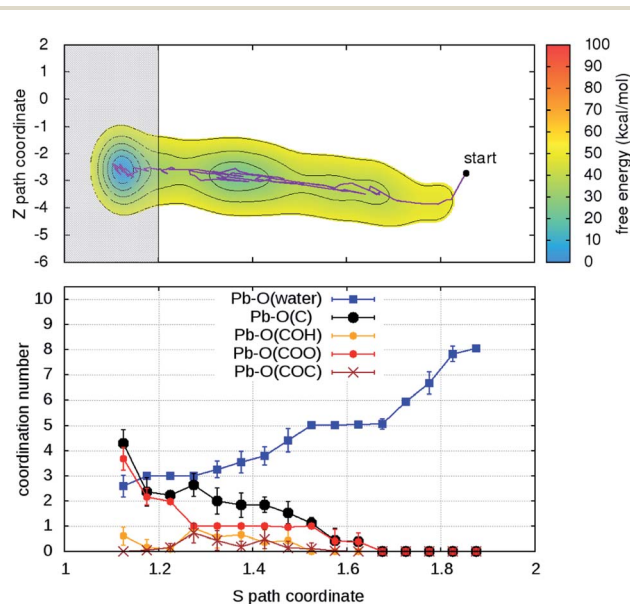 2
1
0
-1
-2
-3
-4
-5
-6
Z path coordinate
start
100
90
80
70
60
50
40
30
20
10
0
free energy (kcal/mol)
10
9
8
7
6
5
4
3
2
1
0
coordination number
Pb-O(water)
Pb-O(C)
Pb-O(COH)
Pb-O(COO)
Pb-O(COC)
1 1.2 1.4 1.6 1.8 2
S path coordinate